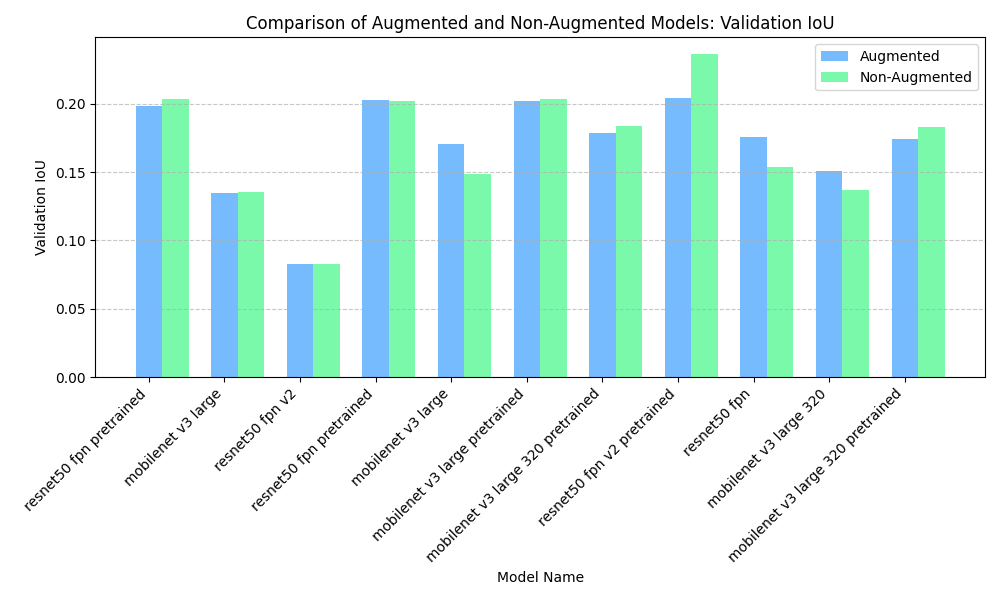 Comparison of Augmented and Non-Augmented Models: Validation IoU
Augmented
Non-Augmented
Validation IoU
0.20
0.15
0.10
0.05
0.00
resnet50 fpn pretrained
mobilenet v3 large
resnet50 fpn v2
resnet50 fpn pretrained
mobilenet v3 large
mobilenet v3 large pretrained
mobilenet v3 large 320 pretrained
resnet50 fpn v2 pretrained
resnet50 fpn
mobilenet v3 large 320
mobilenet v3 large 320 pretrained
Model Name